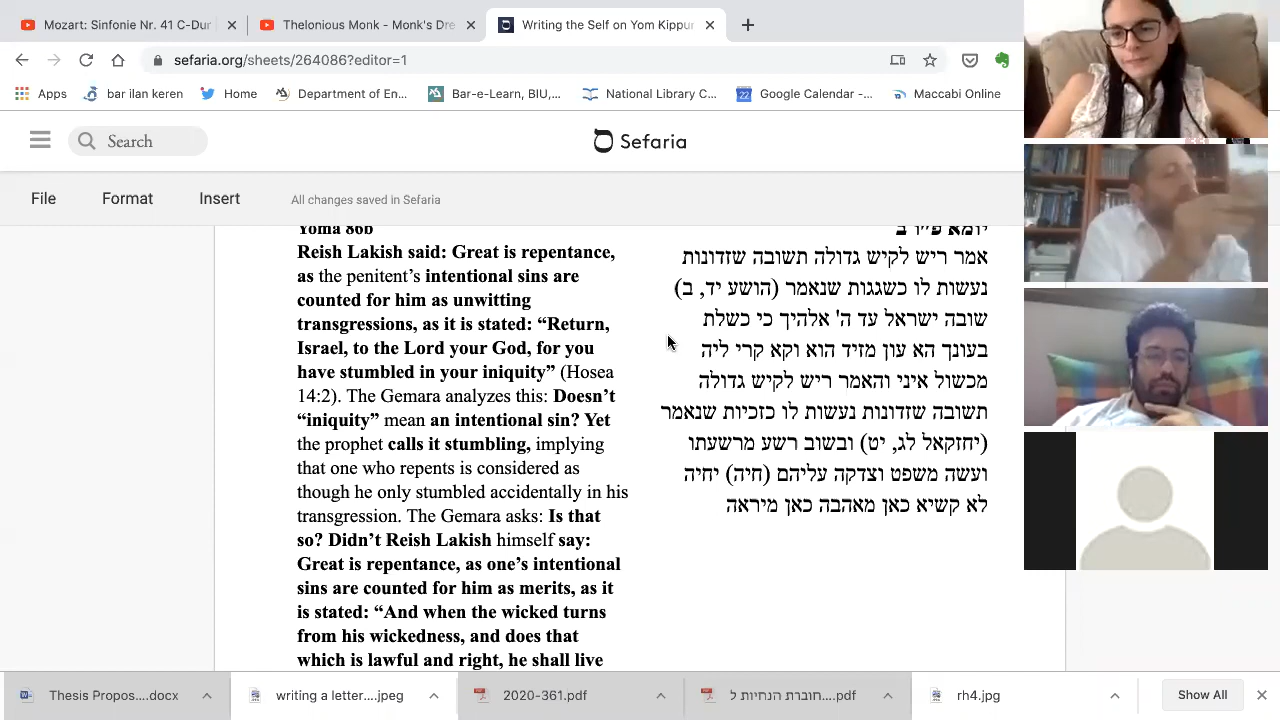 Mozart: Sinfonie Nr. 41 C-Dur
Thelonious Monk - Monk's Dre
Writing the Self on Yom Kippur
sefaria.org/sheets/264086?editor=1
Apps
bar ilan keren
Home
Department of En...
Bar-e-Learn, BIU,...
National Library C...
Google Calendar -...
Maccabi Online
Search
Sefaria
File
Format
Insert
All changes saved in Sefaria
Yoma 86b
Reish Lakish said: Great is repentance,
as the penitent's intentional sins are
counted for him as unwitting
transgressions, as it is stated: “Return,
Israel, to the Lord your God, for you
have stumbled in your iniquity” (Hosea
14:2). The Gemara analyzes this: Doesn’t
“iniquity” mean an intentional sin? Yet
the prophet calls it stumbling, implying
that one who repents is considered as
though he only stumbled accidentally in his
transgression. The Gemara asks: Is that
so? Didn’t Reish Lakish himself say:
Great is repentance, as one’s intentional
sins are counted for him as merits, as it
is stated: “And when the wicked turns
from his wickedness, and does that
which is lawful and right, he shall live
יומא פ״ו ב
אמר ריש לקיש גדולה תשובה שזדונות
נעשות לו כשגגות שנאמר (הושע יד, ב)
שובה ישראל עד ה' אלהיך כי כשלת
בעונך הא עון מזיד הוא וקא קרי ליה
מכשול איני והאמר ריש לקיש גדולה
תשובה שזדונות נעשות לו כזכיות שנאמר
(יחזקאל לג, יט) ובשוב רשע מרשעתו
ועשה משפט וצדקה עליהם (חיה) יחיה
לא קשיא כאן מאהבה כאן מיראה
Thesis Propos....docx
writing a letter....jpeg
2020-361.pdf
חוברת הנחיות ל....pdf
rh4.jpg
Show All